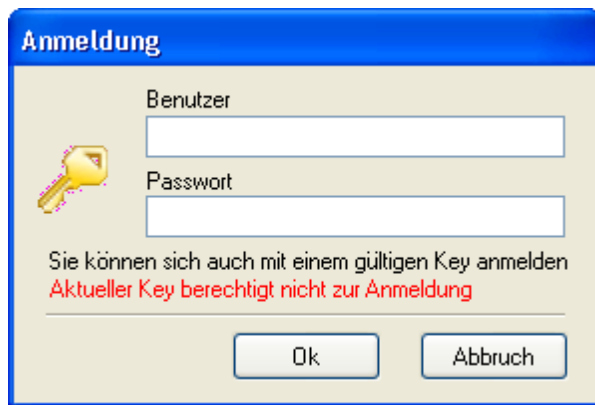 Anmeldung
Benutzer
Passwort
Sie können sich auch mit einem gültigen Key anmelden
Aktueller Key berechtigt nicht zur Anmeldung
Ok Abbruch